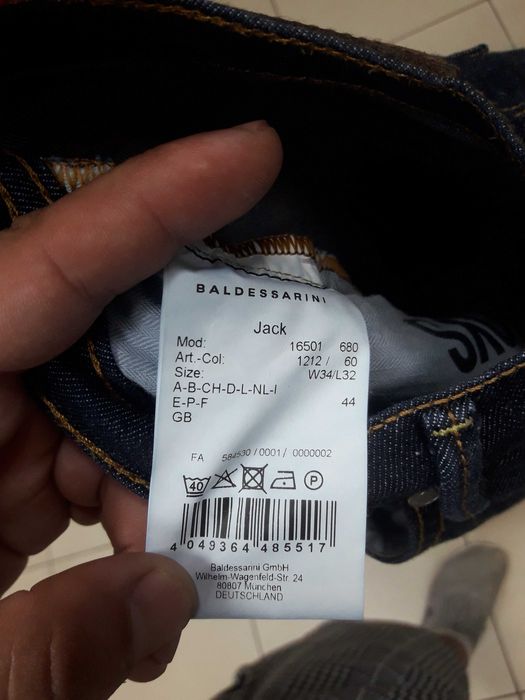 BALDESSARINI
Jack
Mod: 16501 680
Art.-Col: 1212 / 60
Size: W34/L32
A-B-CH-D-L-NL-I
E-P-F 44
GB
FA 584530 / 0001 / 0000002
40 P
4 049364 485517
Baldessarini GmbH
Wilhelm-Wagenfeld-Str. 24
80807 München
DEUTSCHLAND